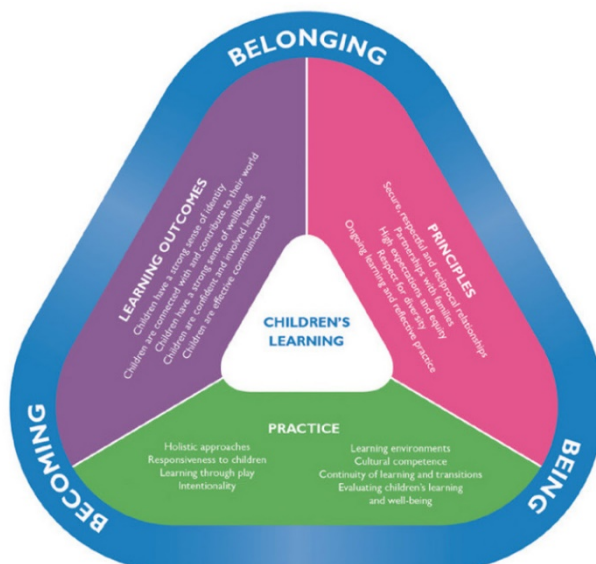 BELONGING
LEARNING OUTCOMES
Children have a strong sense of identity
Children are connected with and contribute to their world
Children have a strong sense of wellbeing
Children are confident and involved learners
Children are effective communicators
PRINCIPLES
Secure, respectful and reciprocal relationships
Partnerships with families
High expectations and equity
Respect for diversity
Ongoing learning and reflective practice
CHILDREN'S
LEARNING
PRACTICE
Holistic approaches
Responsiveness to children
Learning through play
Intentionality
Learning environments
Cultural competence
Continuity of learning and transitions
Evaluating children's learning
and well-being
BECOMING
BEING